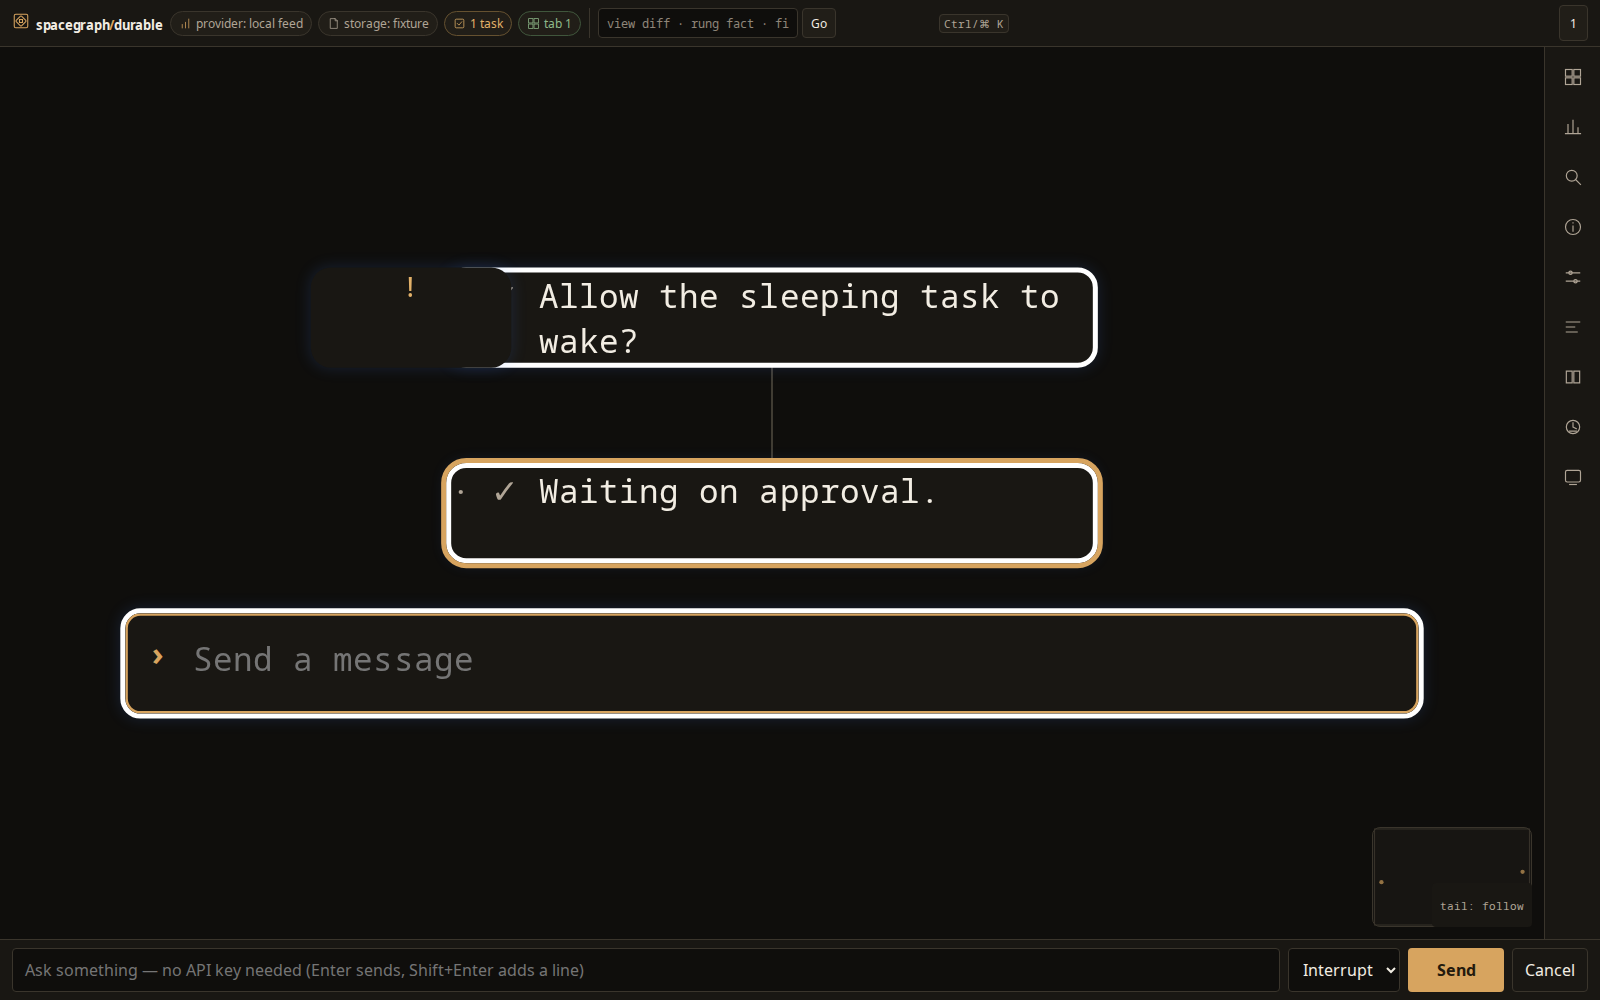 spacegraph/durable
provider: local feed
storage: fixture
1 task
tab 1
view diff · rung fact · fi
Go
Ctrl/⌘ K
1
!
Allow the sleeping task to
wake?
· ✓ Waiting on approval.
› Send a message
tail: follow
Ask something — no API key needed (Enter sends, Shift+Enter adds a line)
Interrupt
Send
Cancel